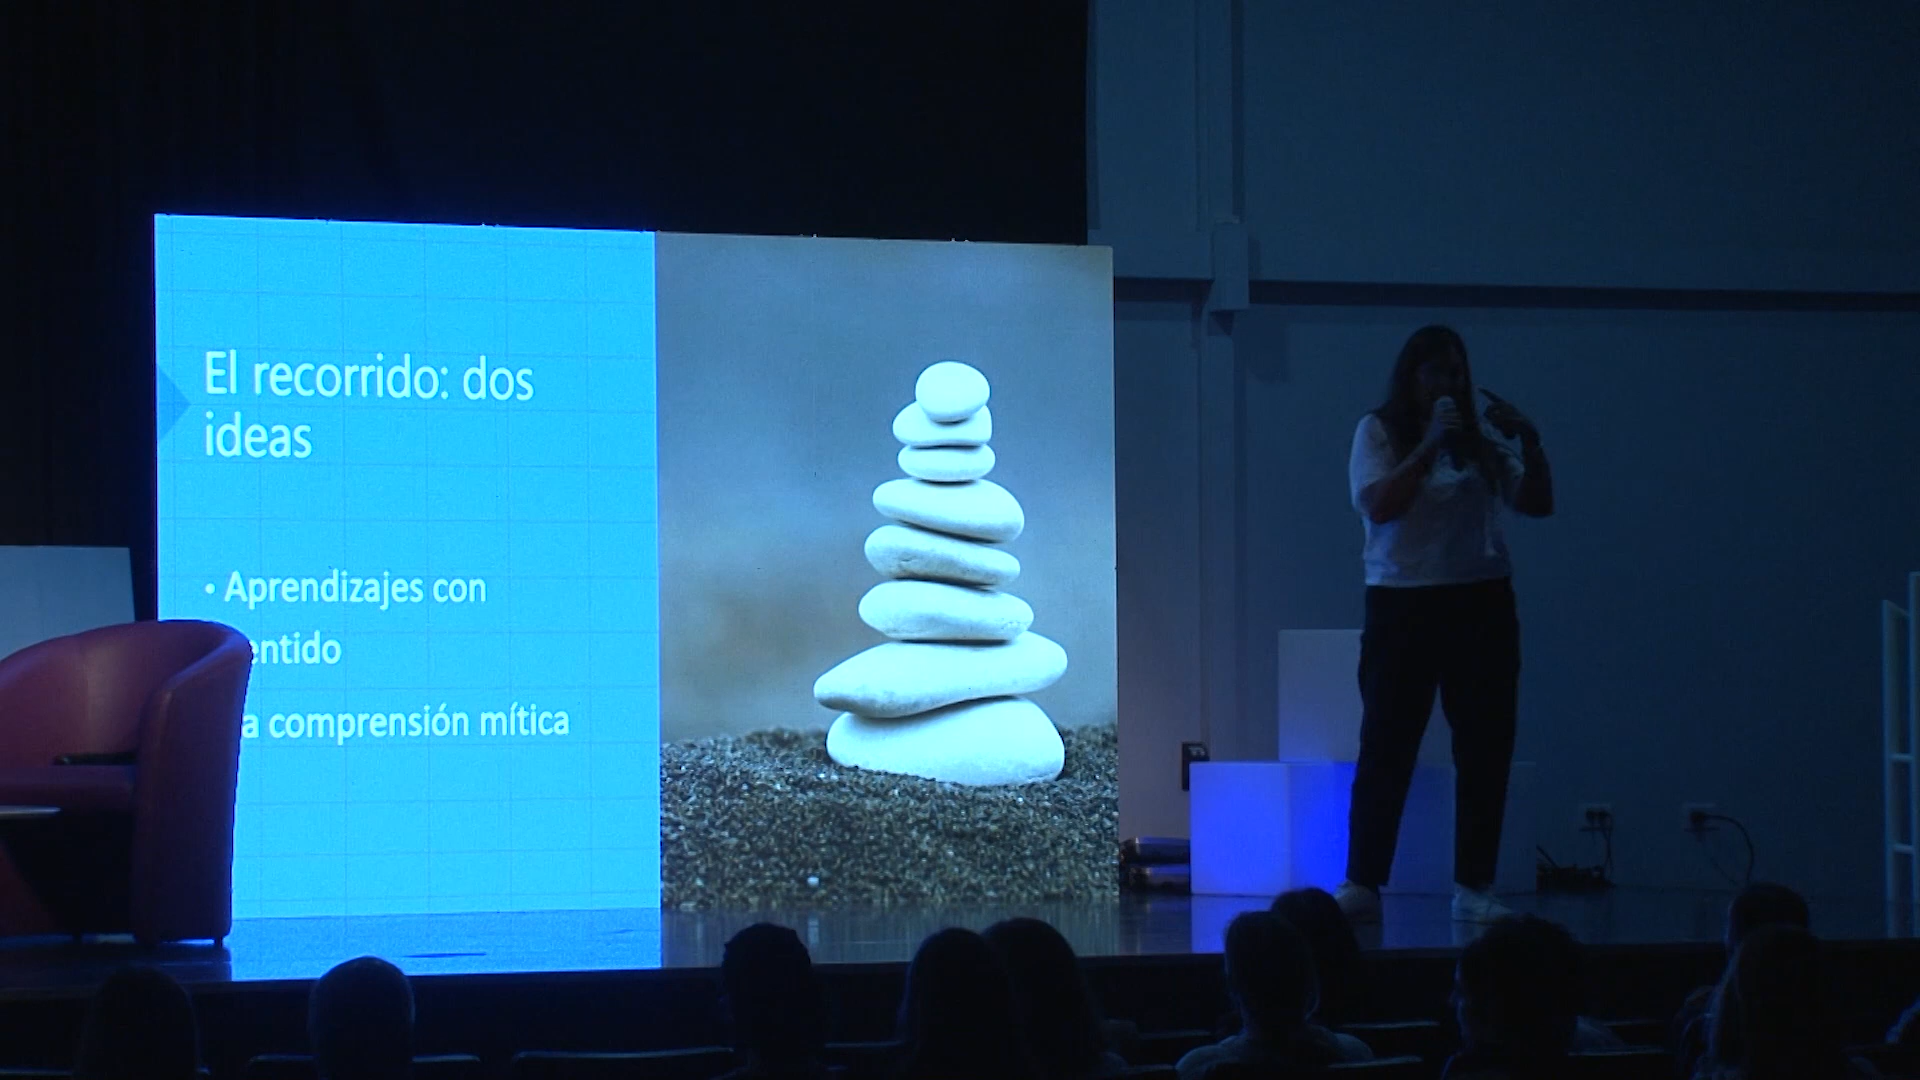 El recorrido: dos
ideas
• Aprendizajes con
entido
a comprensión mítica